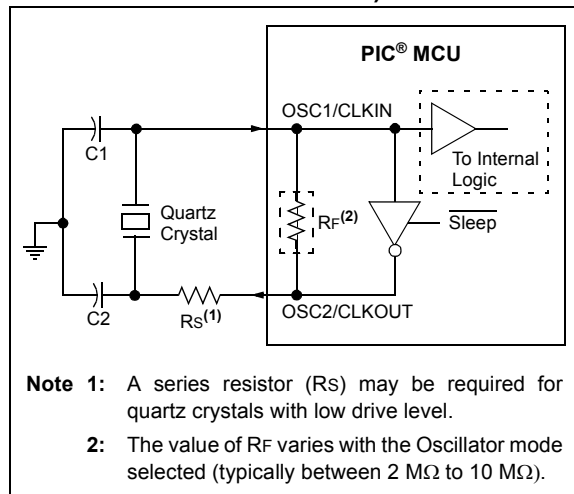 PIC® MCU
OSC1/CLKIN
C1
To Internal
Logic
Quartz
Crystal
RF(2)
Sleep
C2
RS(1)
OSC2/CLKOUT
Note 1: A series resistor (RS) may be required for
quartz crystals with low drive level.
2: The value of RF varies with the Oscillator mode
selected (typically between 2 MΩ to 10 MΩ).